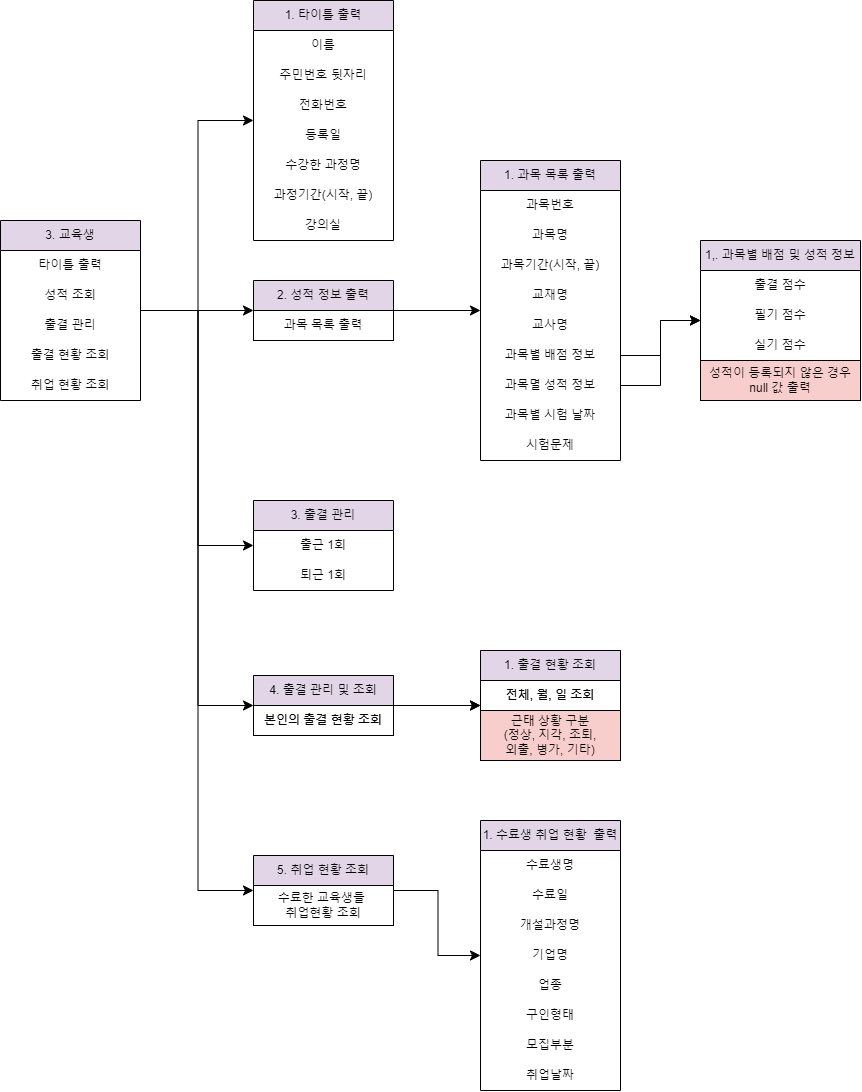 3. 교육생
타이틀 출력
성적 조회
출결 관리
출결 현황 조회
취업 현황 조회
1. 타이틀 출력
이름
주민번호 뒷자리
전화번호
등록일
수강한 과정명
과정기간(시작, 끝)
강의실
2. 성적 정보 출력
과목 목록 출력
1. 과목 목록 출력
과목번호
과목명
과목기간(시작, 끝)
교재명
교사명
과목별 배점 정보
과목멸 성적 정보
과목별 시험 날짜
시험문제
1,. 과목별 배점 및 성적 정보
출결 점수
필기 점수
실기 점수
성적이 등록되지 않은 경우
null 값 출력
3. 출결 관리
출근 1회
퇴근 1회
4. 출결 관리 및 조회
본인의 출결 현황 조회
1. 출결 현황 조회
전체, 월, 일 조회
근태 상황 구분
(정상, 지각, 조퇴,
외출, 병가, 기타)
5. 취업 현황 조회
수료한 교육생들
취업현황 조회
1. 수료생 취업 현황 출력
수료생명
수료일
개설과정명
기업명
업종
구인형태
모집부분
취업날짜